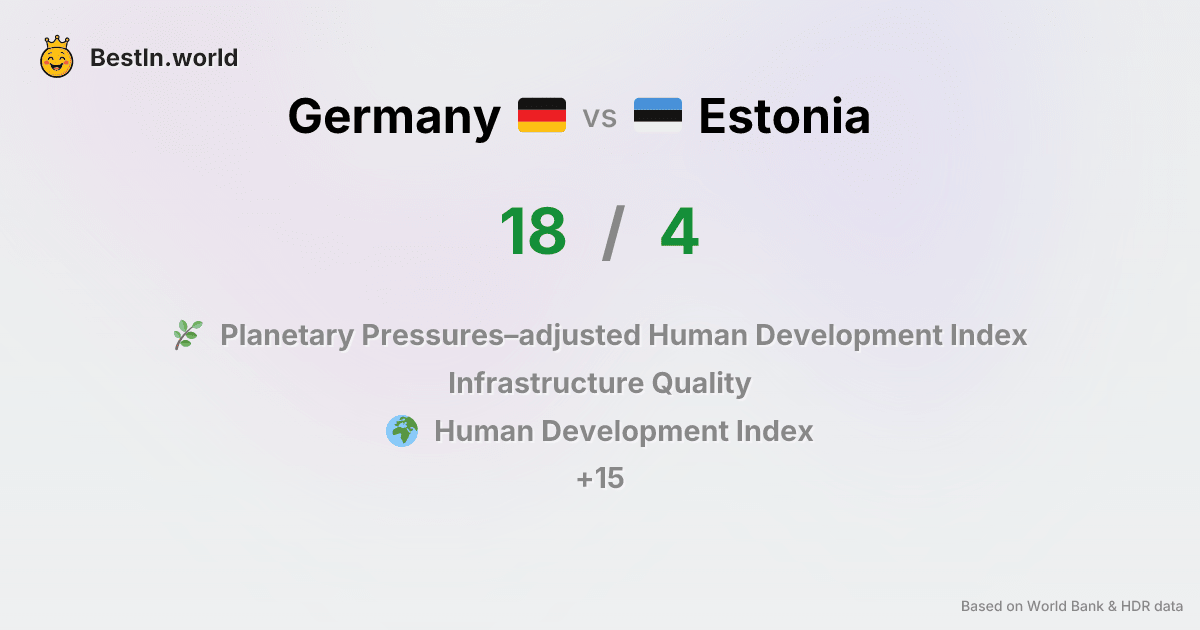 BestIn.world
Germany vs Estonia
18 / 4
Planetary Pressures–adjusted Human Development Index
Infrastructure Quality
Human Development Index
+15
Based on World Bank & HDR data